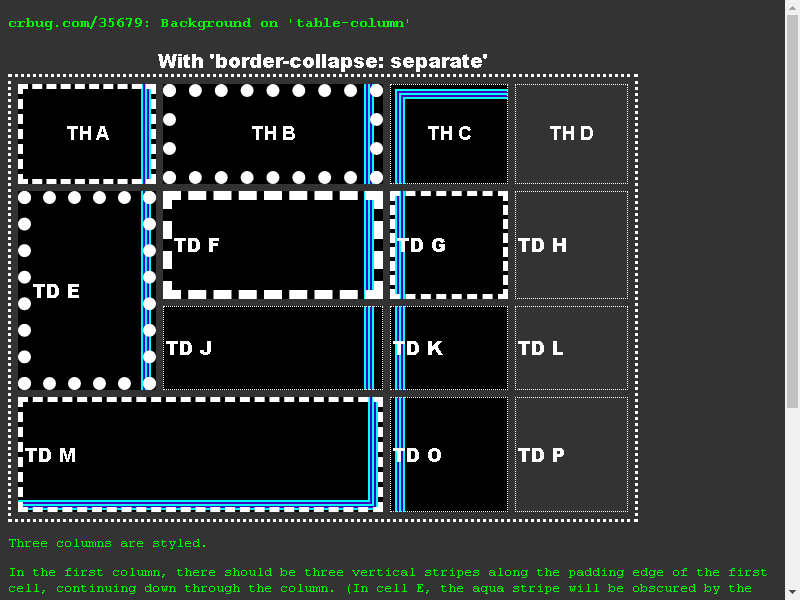 crbug.com/35679: Background on 'table-column'
With 'border-collapse: separate'
TH A TH B TH C TH D
TD E TD F TD G TD H
TD J TD K TD L
TD M TD O TD P
Three columns are styled.
In the first column, there should be three vertical stripes along the padding edge of the first
cell, continuing down through the column. (In cell E, the aqua stripe will be obscured by the